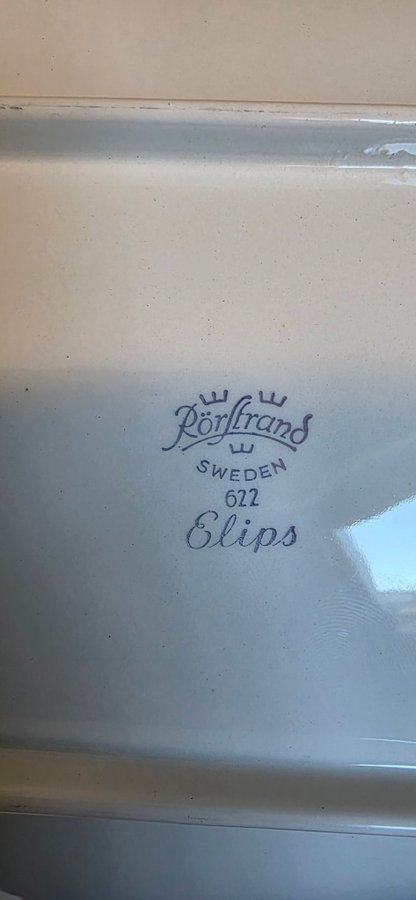 Rörstrand
SWEDEN
622
Elips